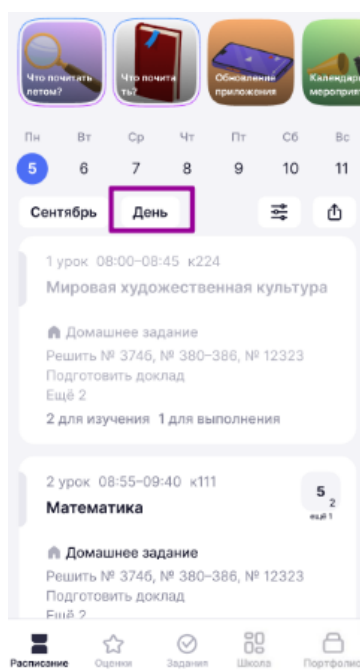 Что почитать
летом?
Что почита
ть?
Обновление
приложения
Календар
мероприят
Пн Вт Ср Чт Пт Сб Вс
5 6 7 8 9 10 11
Сентябрь День
1 урок 08:00–08:45 к224
Мировая художественная культура
Домашнее задание
Решить № 3746, № 380–386, № 12323
Подготовить доклад
Ещё 2
2 для изучения 1 для выполнения
2 урок 08:55–09:40 к111
Математика
5 2
ещё 1
Домашнее задание
Решить № 3746, № 380–386, № 12323
Подготовить доклад
Ещё 2
Расписание Оценки Задания Школа Портфолио